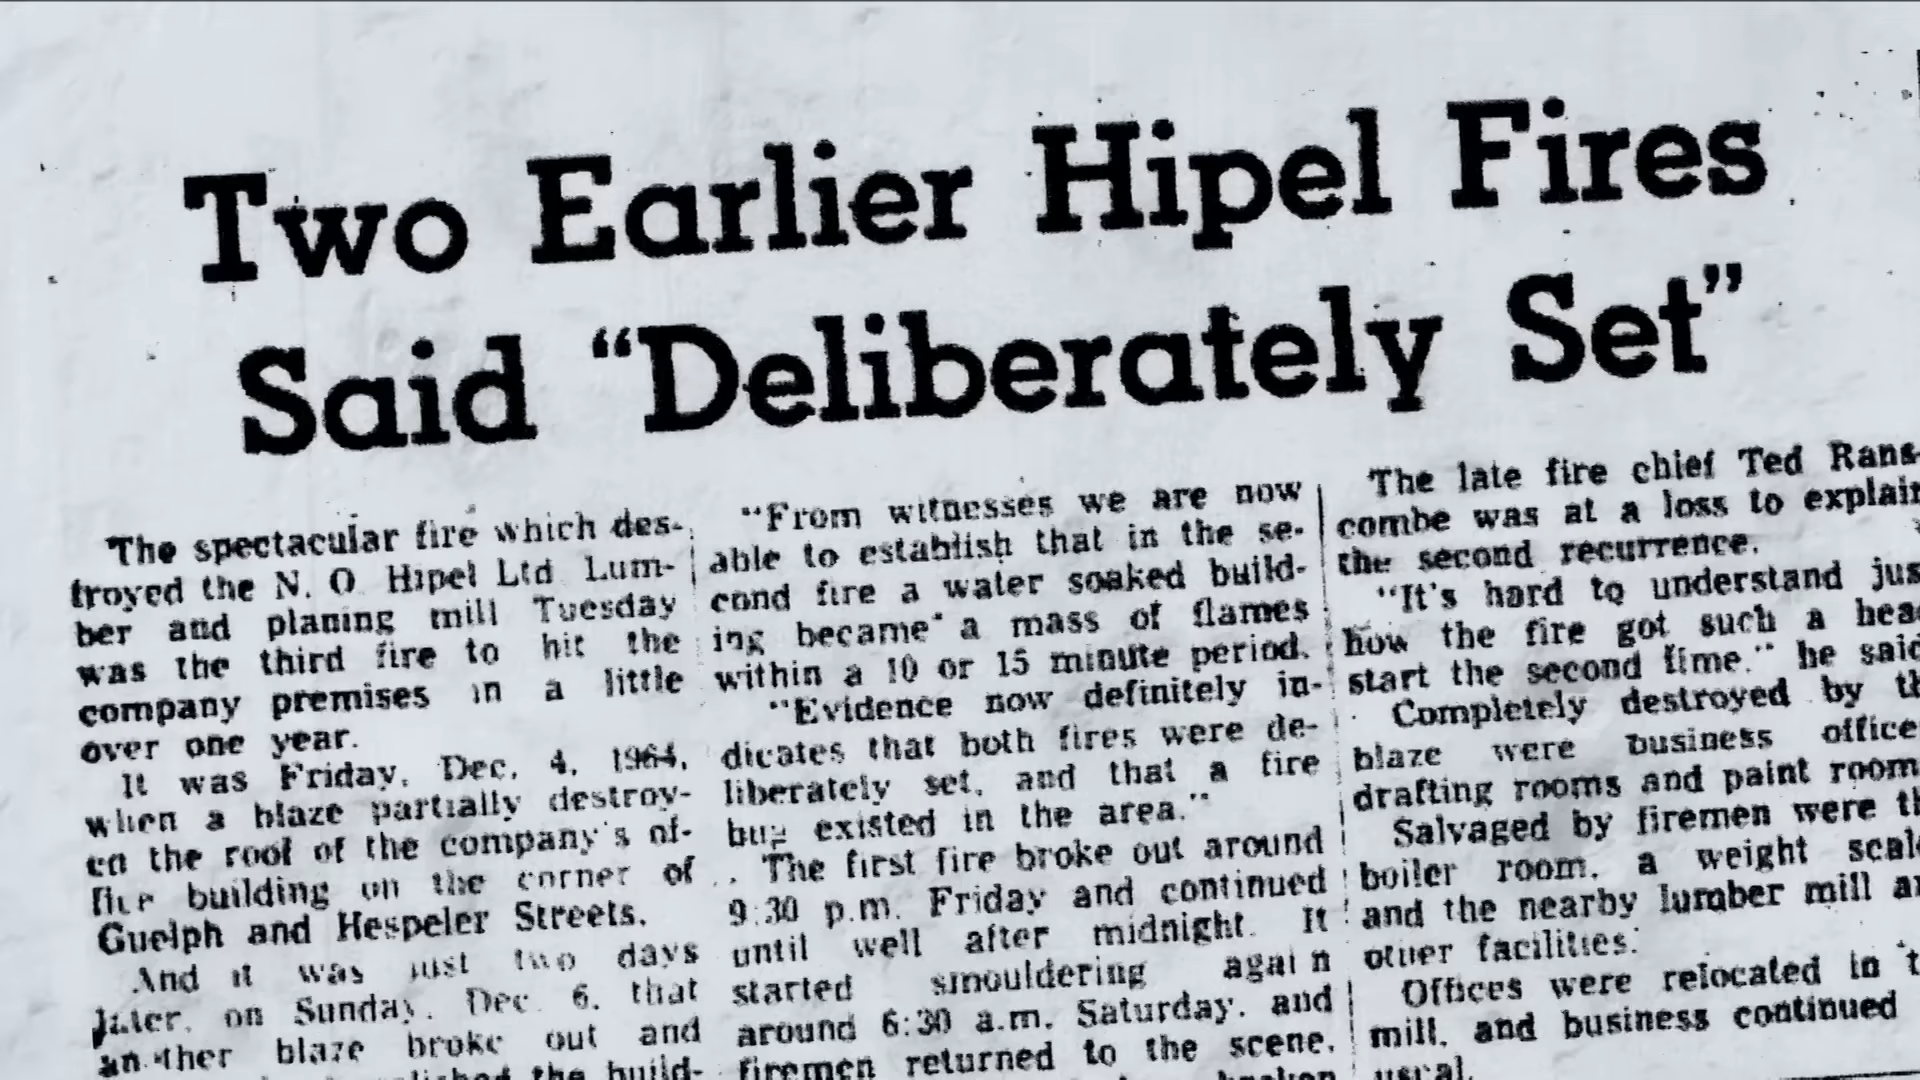 Two Earlier Hipel Fires
Said “Deliberately Set”
The spectacular fire which des-
troyed the N. O. Hipel Ltd Lum-
ber and planing mill Tuesday
was the third fire to hit the
company premises in a little
over one year.
It was Friday, Dec. 4, 1964,
when a blaze partially destroy-
ed the roof of the company's of-
fice building on the corner of
Guelph and Hespeler Streets.
And it was just two days
later, on Sunday, Dec. 6, that
another blaze broke out and
the build-
"From witnesses we are now
able to establish that in the se-
cond fire a water soaked build-
ing became a mass of flames
within a 10 or 15 minute period.
"Evidence now definitely in-
dicates that both fires were de-
liberately set, and that a fire
bug existed in the area."
The first fire broke out around
9:30 p.m. Friday and continued
until well after midnight. It
started smouldering again
around 6:30 a.m. Saturday, and
firemen returned to the scene.
The late fire chief Ted Rans-
combe was at a loss to explain
the second recurrence.
"It's hard to understand jus
how the fire got such a hea
start the second time." he said
Completely destroyed by th
blaze were business office
drafting rooms and paint room
Salvaged by firemen were th
boiler room, a weight scal
and the nearby lumber mill an
other facilities.
Offices were relocated in t
mill, and business continued
usual.